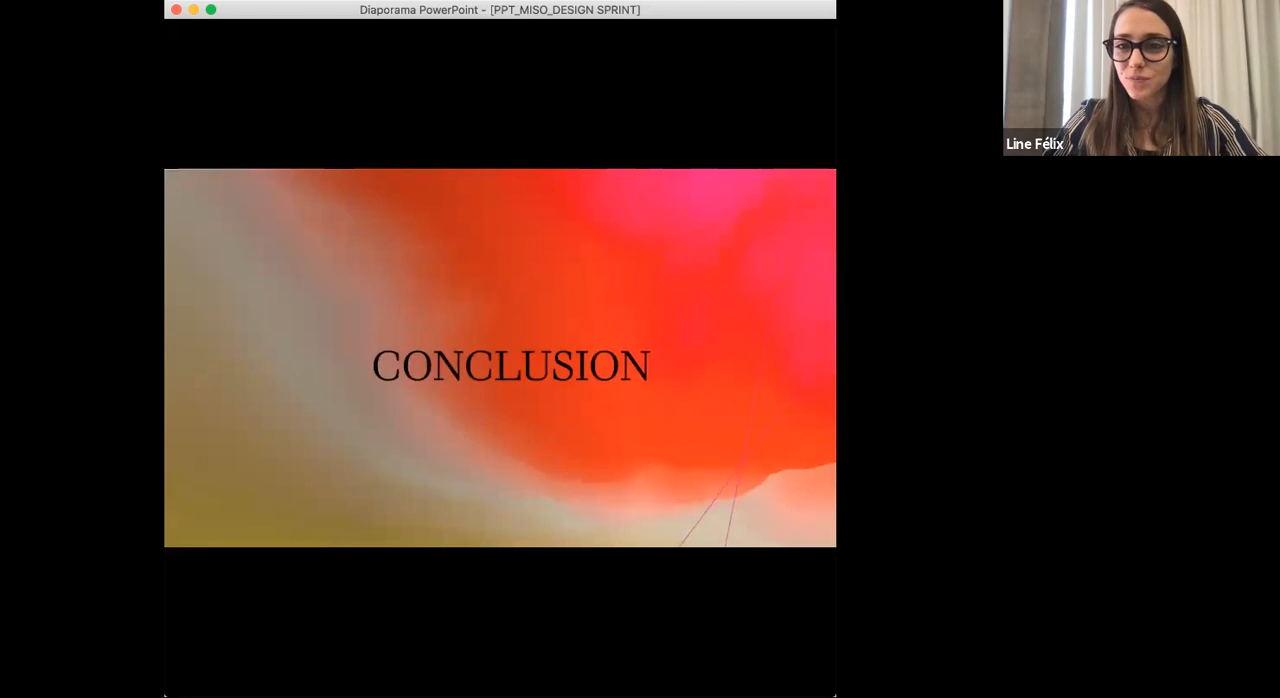 Diaporama PowerPoint - [PPT_MISO_DESIGN SPRINT]
Line Félix
CONCLUSION